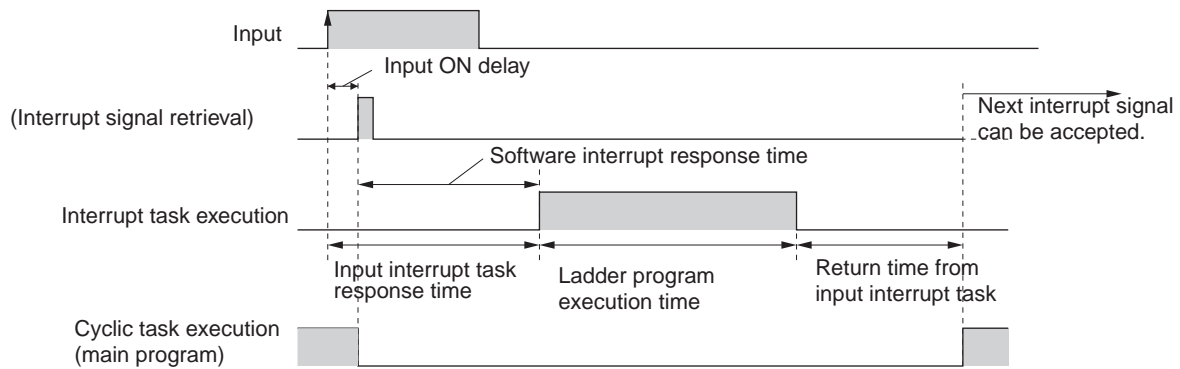 Input
Input ON delay
(Interrupt signal retrieval)
Next interrupt signal
can be accepted.
Software interrupt response time
Interrupt task execution
Input interrupt task
response time
Ladder program
execution time
Return time from
input interrupt task
Cyclic task execution
(main program)